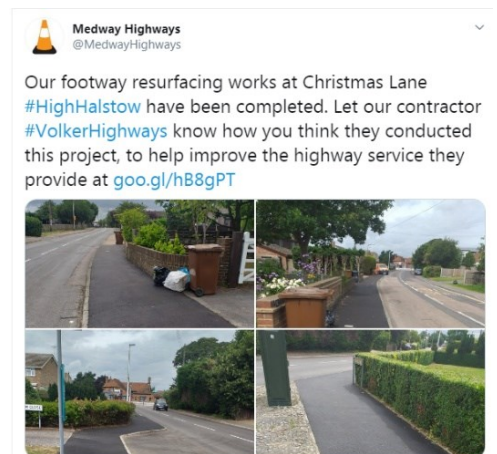 Medway Highways
@MedwayHighways
Our footway resurfacing works at Christmas Lane
#HighHalstow have been completed. Let our contractor
#VolkerHighways know how you think they conducted
this project, to help improve the highway service they
provide at goo.gl/hB8gPT